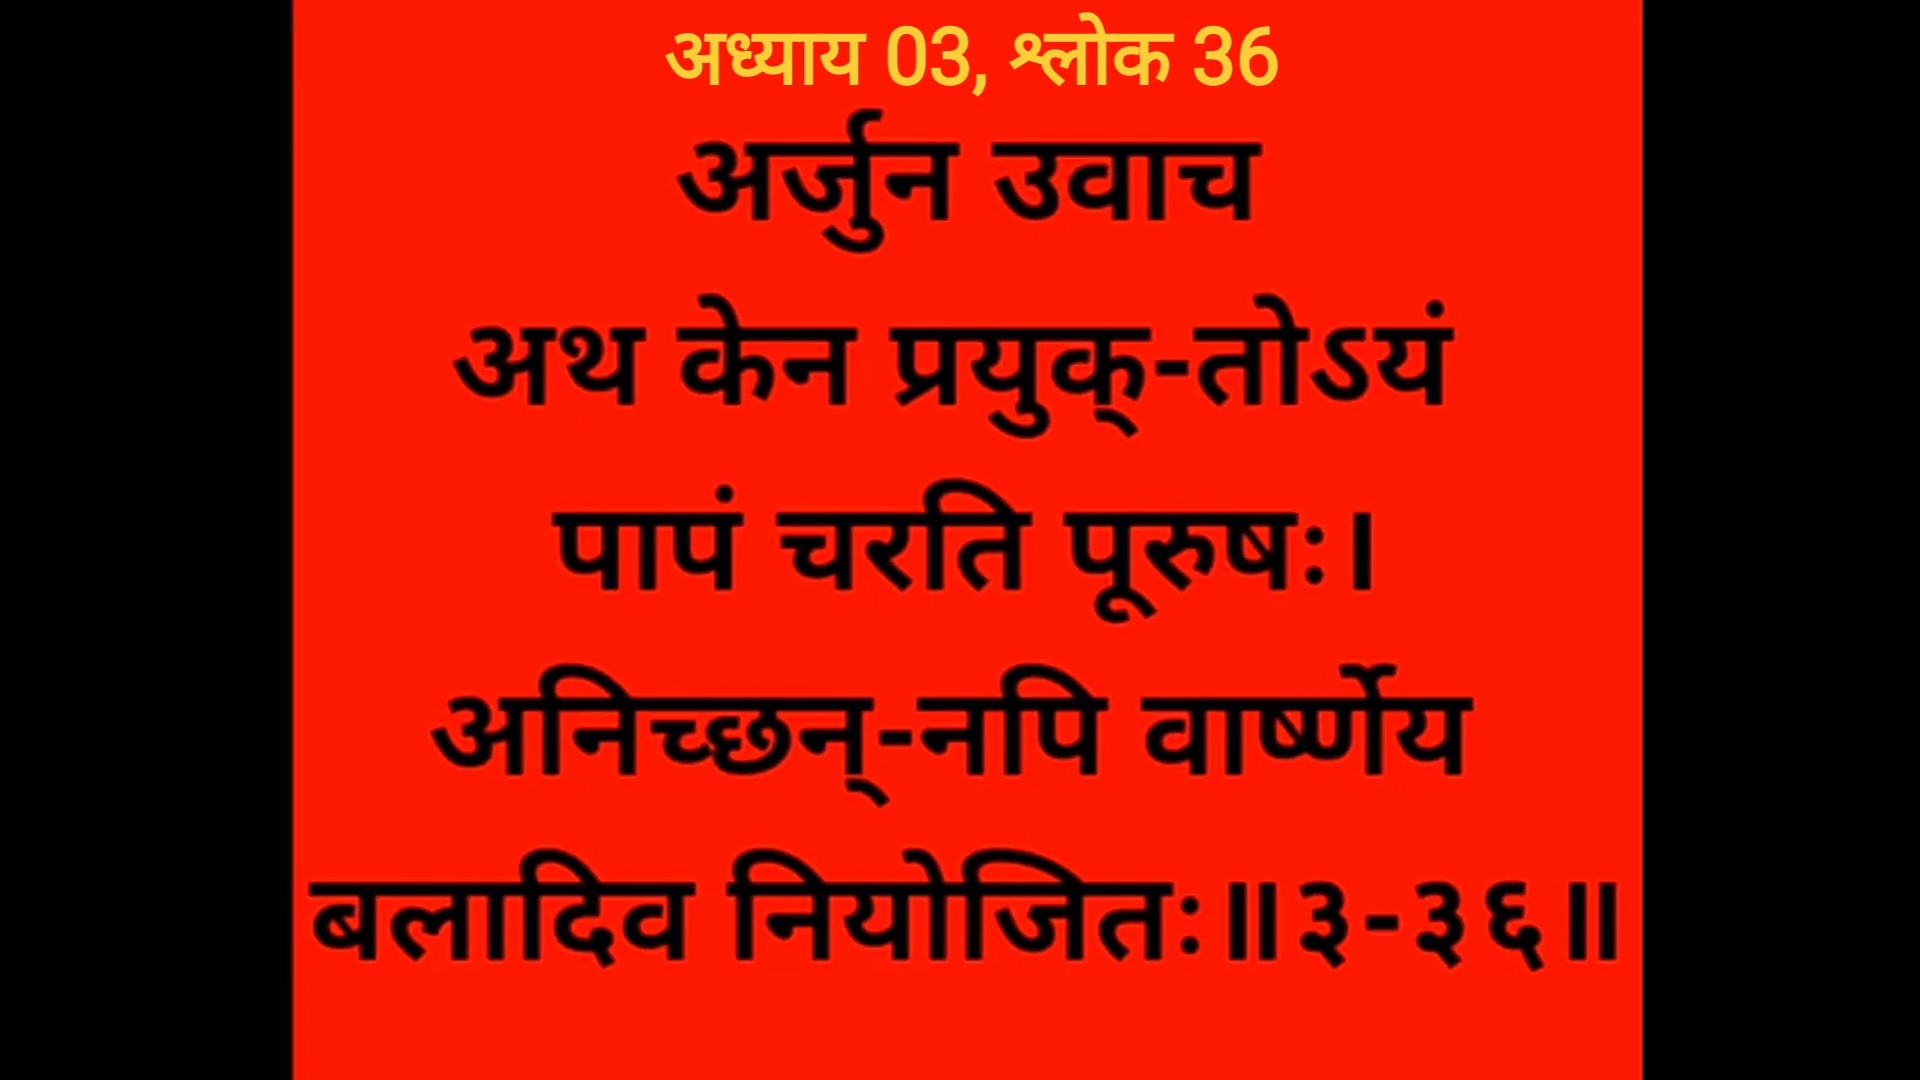 अध्याय 03, श्लोक 36
अर्जुन उवाच
अथ केन प्रयुक्-तोऽयं
पापं चरति पूरुषः।
अनिच्छन्-नपि वार्ष्णेय
बलादिव नियोजितः॥३-३६॥